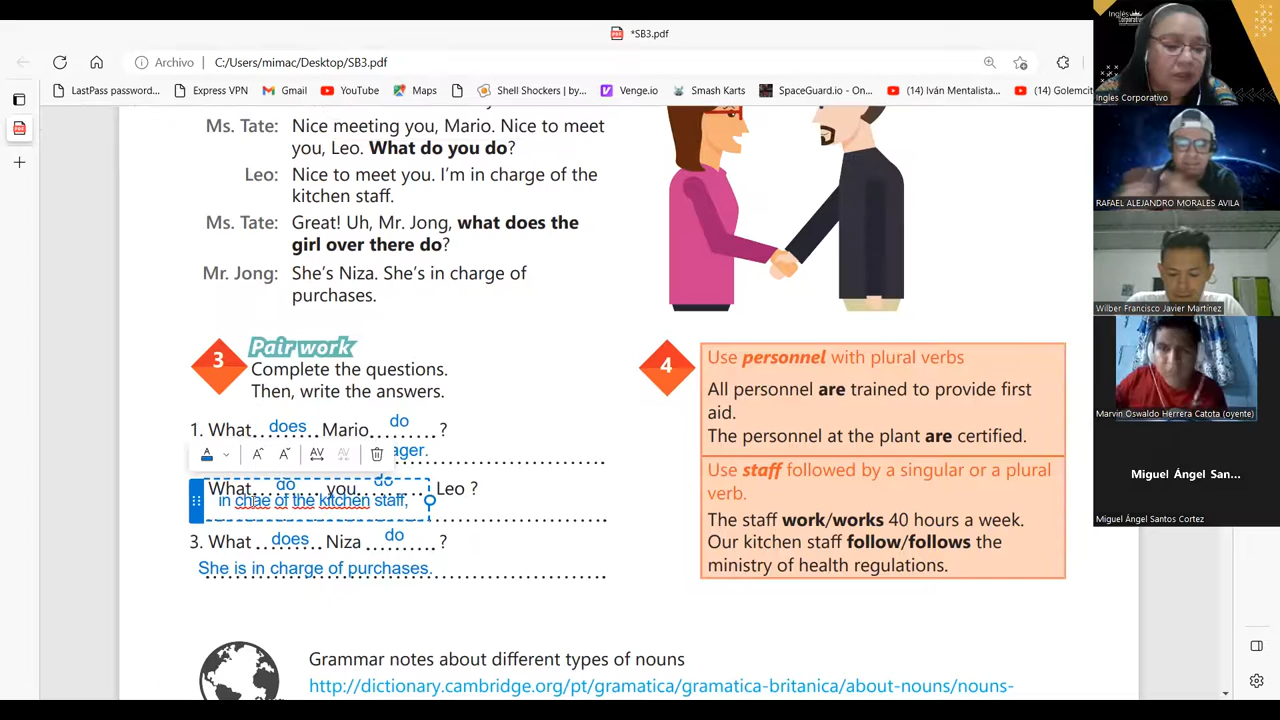 *SB3.pdf
Archivo
C:/Users/mimac/Desktop/SB3.pdf
LastPass password...
Express VPN
Gmail
YouTube
Maps
Shell Shockers | by...
Venge.io
Smash Karts
SpaceGuard.io - On...
(14) Iván Mentalista...
(14) Golemcit
Ms. Tate: Nice meeting you, Mario. Nice to meet
you, Leo. What do you do?
Leo: Nice to meet you. I'm in charge of the
kitchen staff.
Ms. Tate: Great! Uh, Mr. Jong, what does the
girl over there do?
Mr. Jong: She's Niza. She's in charge of
purchases.
3
Pair work
Complete the questions.
Then, write the answers.
1. What does Mario do ?
ager.
What do you do Leo ?
in chae of the kitchen staff,
3. What does Niza do ?
She is in charge of purchases.
4
Use personnel with plural verbs
All personnel are trained to provide first
aid.
The personnel at the plant are certified.
Use staff followed by a singular or a plural
verb.
The staff work/works 40 hours a week.
Our kitchen staff follow/follows the
ministry of health regulations.
Grammar notes about different types of nouns
http://dictionary.cambridge.org/pt/gramatica/gramatica-britanica/about-nouns/nouns-
Inglés
Corporativo
Ingles Corporativo
RAFAEL ALEJANDRO MORALES AVILA
Wilber Francisco Javier Martínez
Marvin Oswaldo Herrera Catota (oyente)
Miguel Ángel San...
Miguel Ángel Santos Cortez